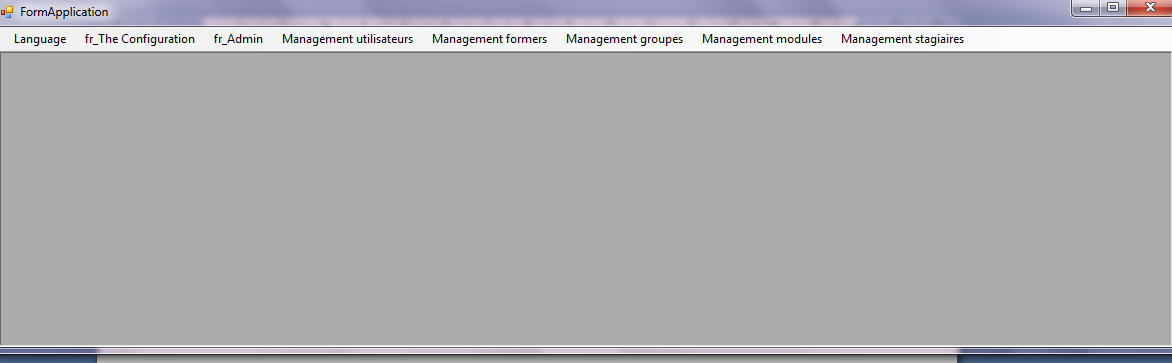 FormApplication
Language fr_The Configuration fr_Admin Management utilisateurs Management formers Management groupes Management modules Management stagiaires